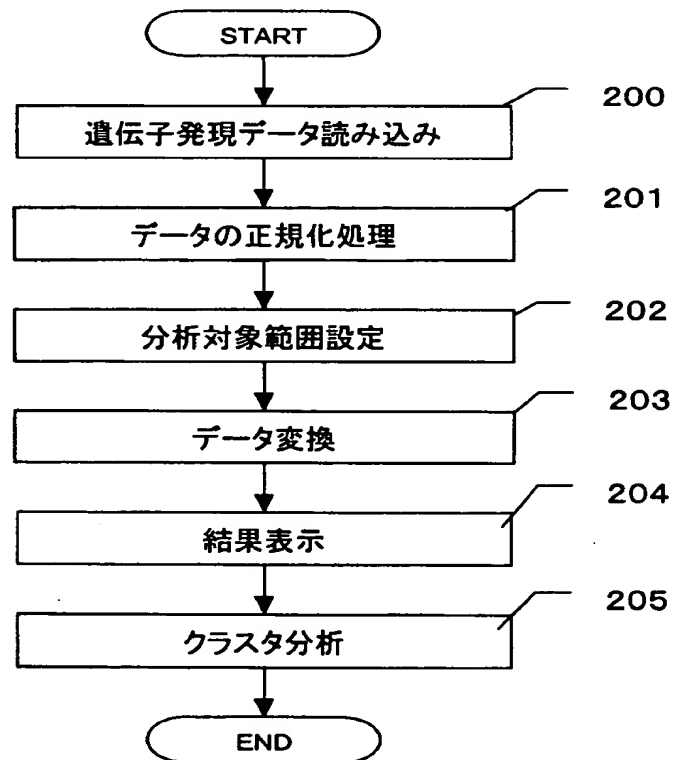 START
200
遺伝子発現データ読み込み
201
データの正規化処理
202
分析対象範囲設定
203
データ変換
204
結果表示
205
クラスタ分析
END